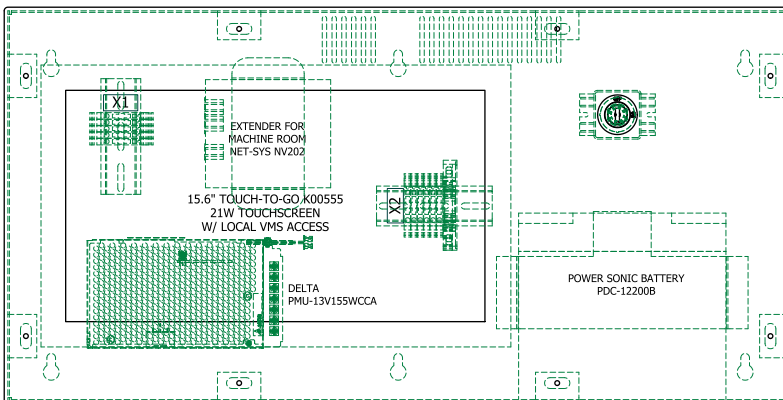 X1
EXTENDER FOR
MACHINE ROOM
NET-SYS NV202
15.6" TOUCH-TO-GO K00555
21W TOUCHSCREEN
W/ LOCAL VMS ACCESS
X2
DELTA
PMU-13V155WCCA
POWER SONIC BATTERY
PDC-12200B